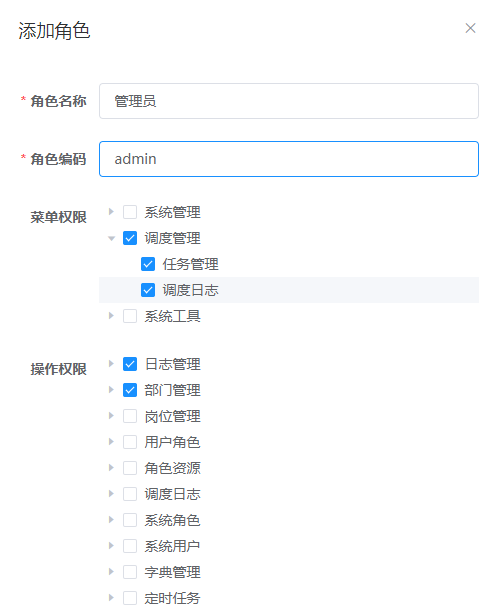 添加角色
* 角色名称 管理员
* 角色编码 admin
菜单权限 系统管理
调度管理
任务管理
调度日志
系统工具
操作权限 日志管理
部门管理
岗位管理
用户角色
角色资源
调度日志
系统角色
系统用户
字典管理
定时任务